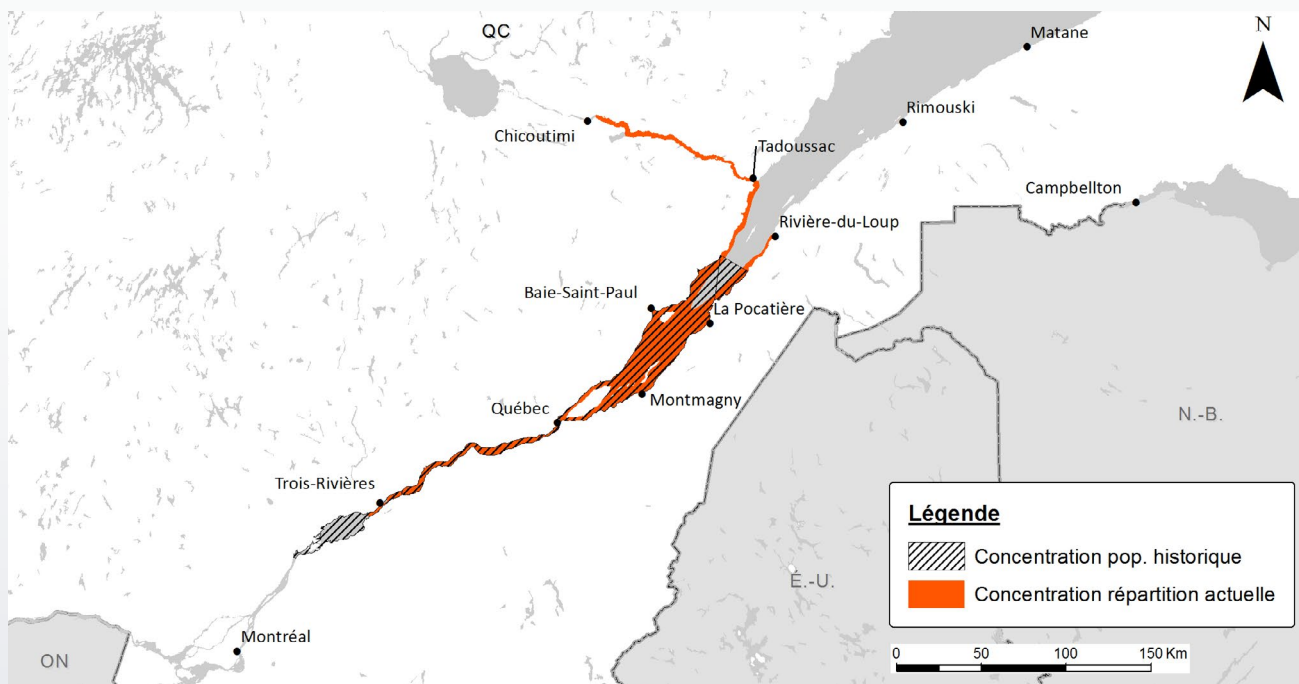 QC
Matane
N
Rimouski
Chicoutimi
Tadoussac
Campbellton
Rivière-du-Loup
Baie-Saint-Paul
La Pocatière
Montmagny
Québec
N.-B.
Trois-Rivières
Légende
Concentration pop. historique
É.-U.
Concentration répartition actuelle
Montréal
ON
0 50 100 150 Km